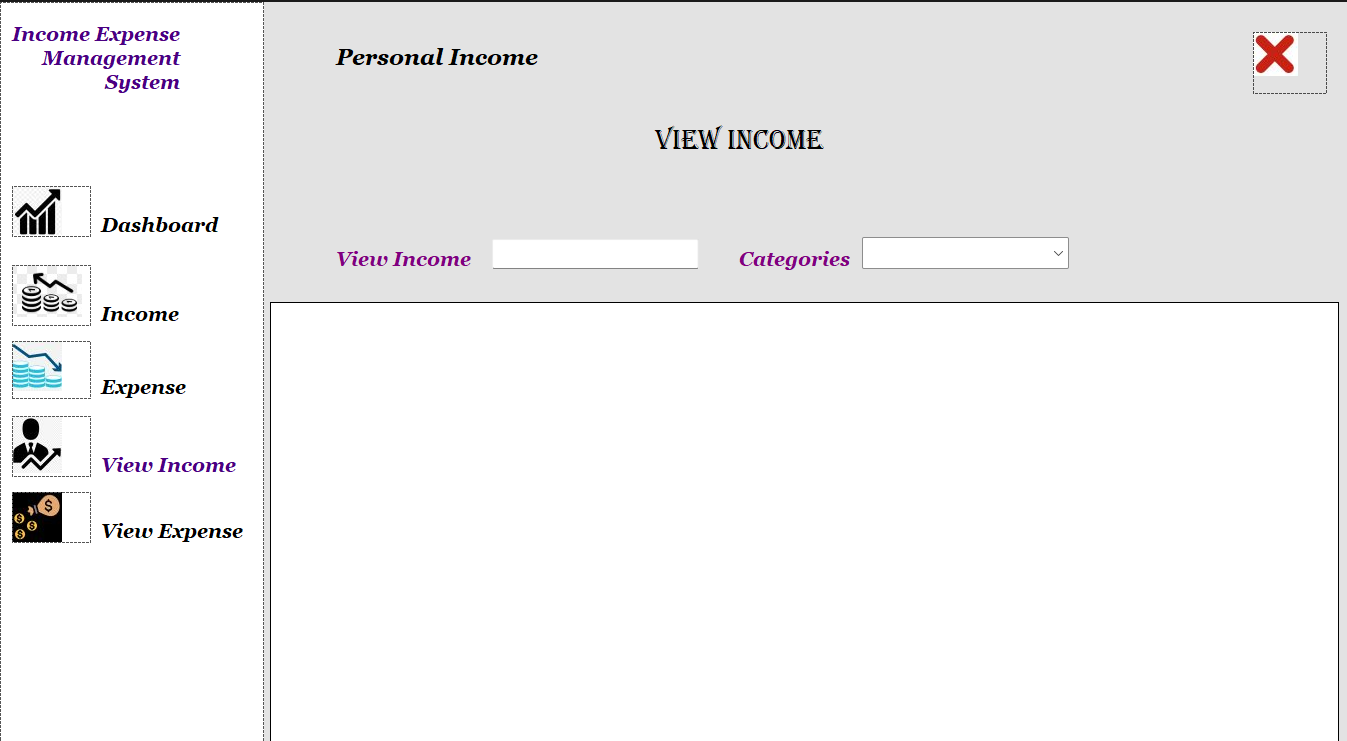 Income Expense
Management
System
Personal Income
VIEW INCOME
Dashboard
Income
Expense
View Income
View Expense
View Income
Categories